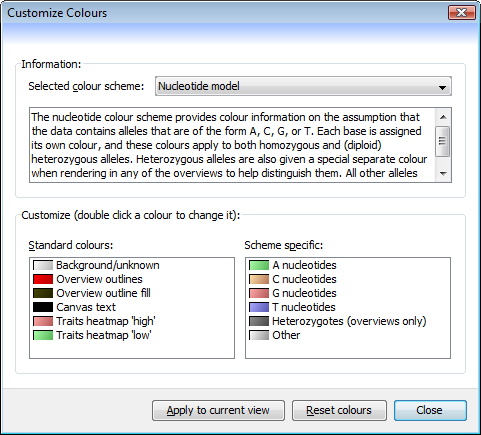 Customize Colours
Information:
Selected colour scheme: Nucleotide model
The nucleotide colour scheme provides colour information on the assumption that
the data contains alleles that are of the form A, C, G, or T. Each base is assigned
its own colour, and these colours apply to both homozygous and (diploid)
heterozygous alleles. Heterozygous alleles are also given a special separate colour
when rendering in any of the overviews to help distinguish them. All other alleles
Customize (double click a colour to change it):
Standard colours:
Background/unknown
Overview outlines
Overview outline fill
Canvas text
Traits heatmap 'high'
Traits heatmap 'low'
Scheme specific:
A nucleotides
C nucleotides
G nucleotides
T nucleotides
Heterozygotes (overviews only)
Other
Apply to current view
Reset colours
Close